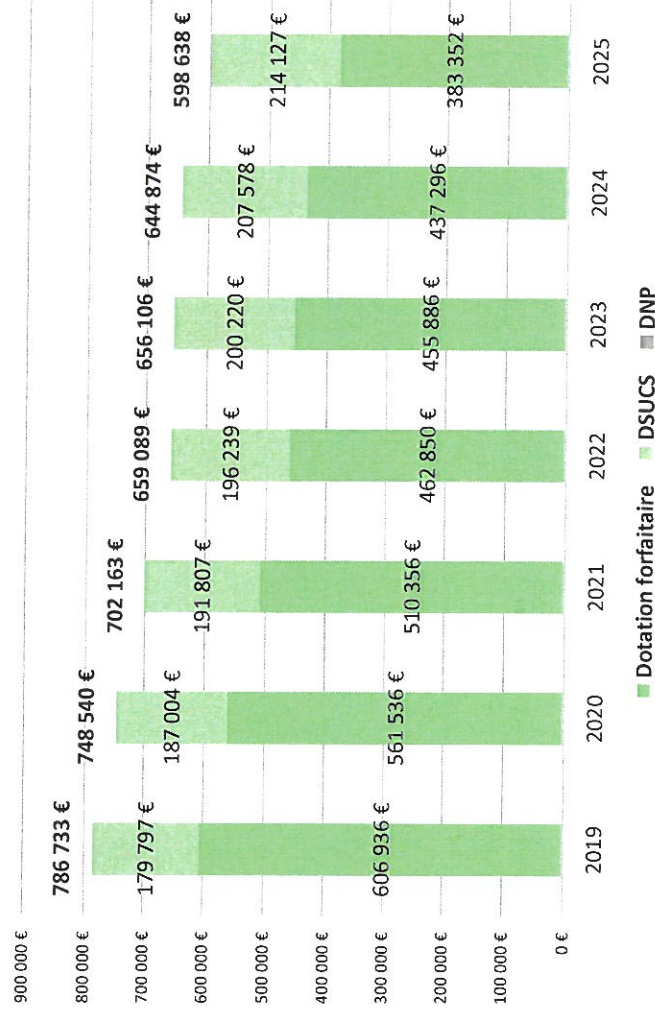 900 000 €
800 000 €
700 000 €
600 000 €
500 000 €
400 000 €
300 000 €
200 000 €
100 000 €
0 €
786 733 €
179 797 €
606 936 €
2019
748 540 €
187 004 €
561 536 €
2020
702 163 €
191 807 €
510 356 €
2021
659 089 €
196 239 €
462 850 €
2022
656 106 €
200 220 €
455 886 €
2023
644 874 €
207 578 €
437 296 €
2024
598 638 €
214 127 €
383 352 €
2025
Dotation forfaitaire DSUCS DNP